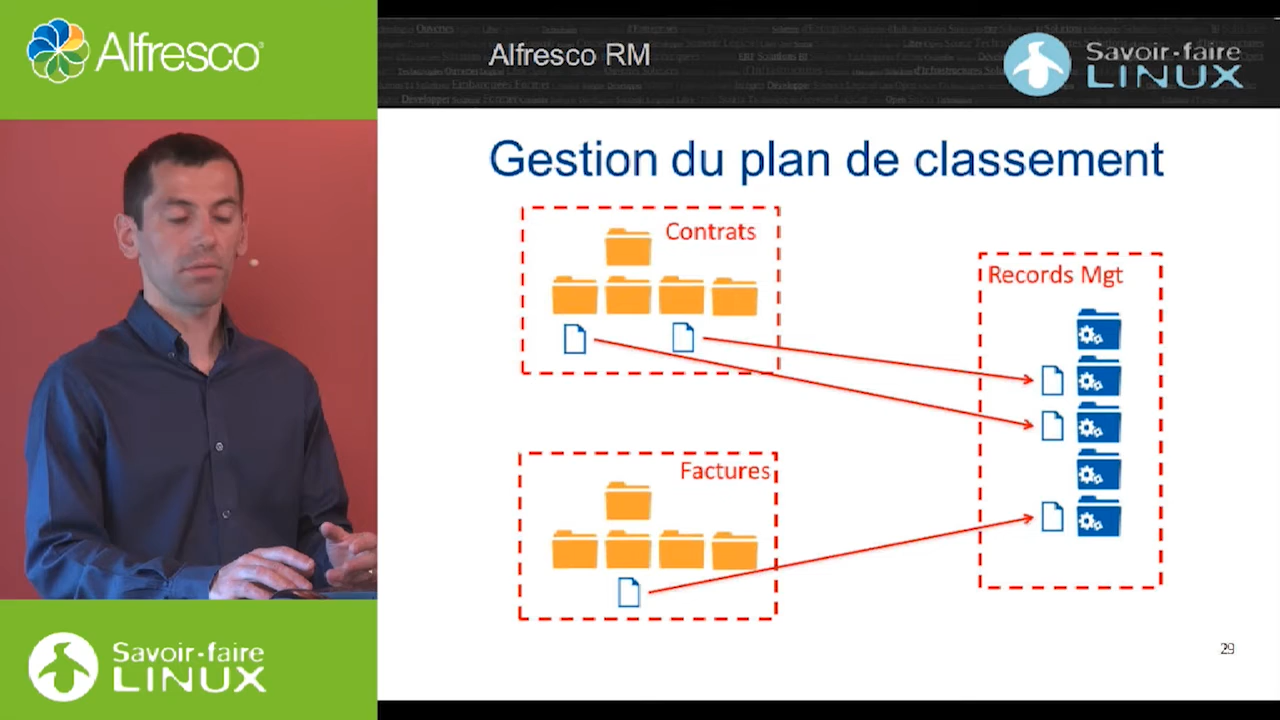 Alfresco
Alfresco RM
Savoir-faire
LINUX
Gestion du plan de classement
Contrats
Records Mgt
Factures
29
Savoir-faire
LINUX